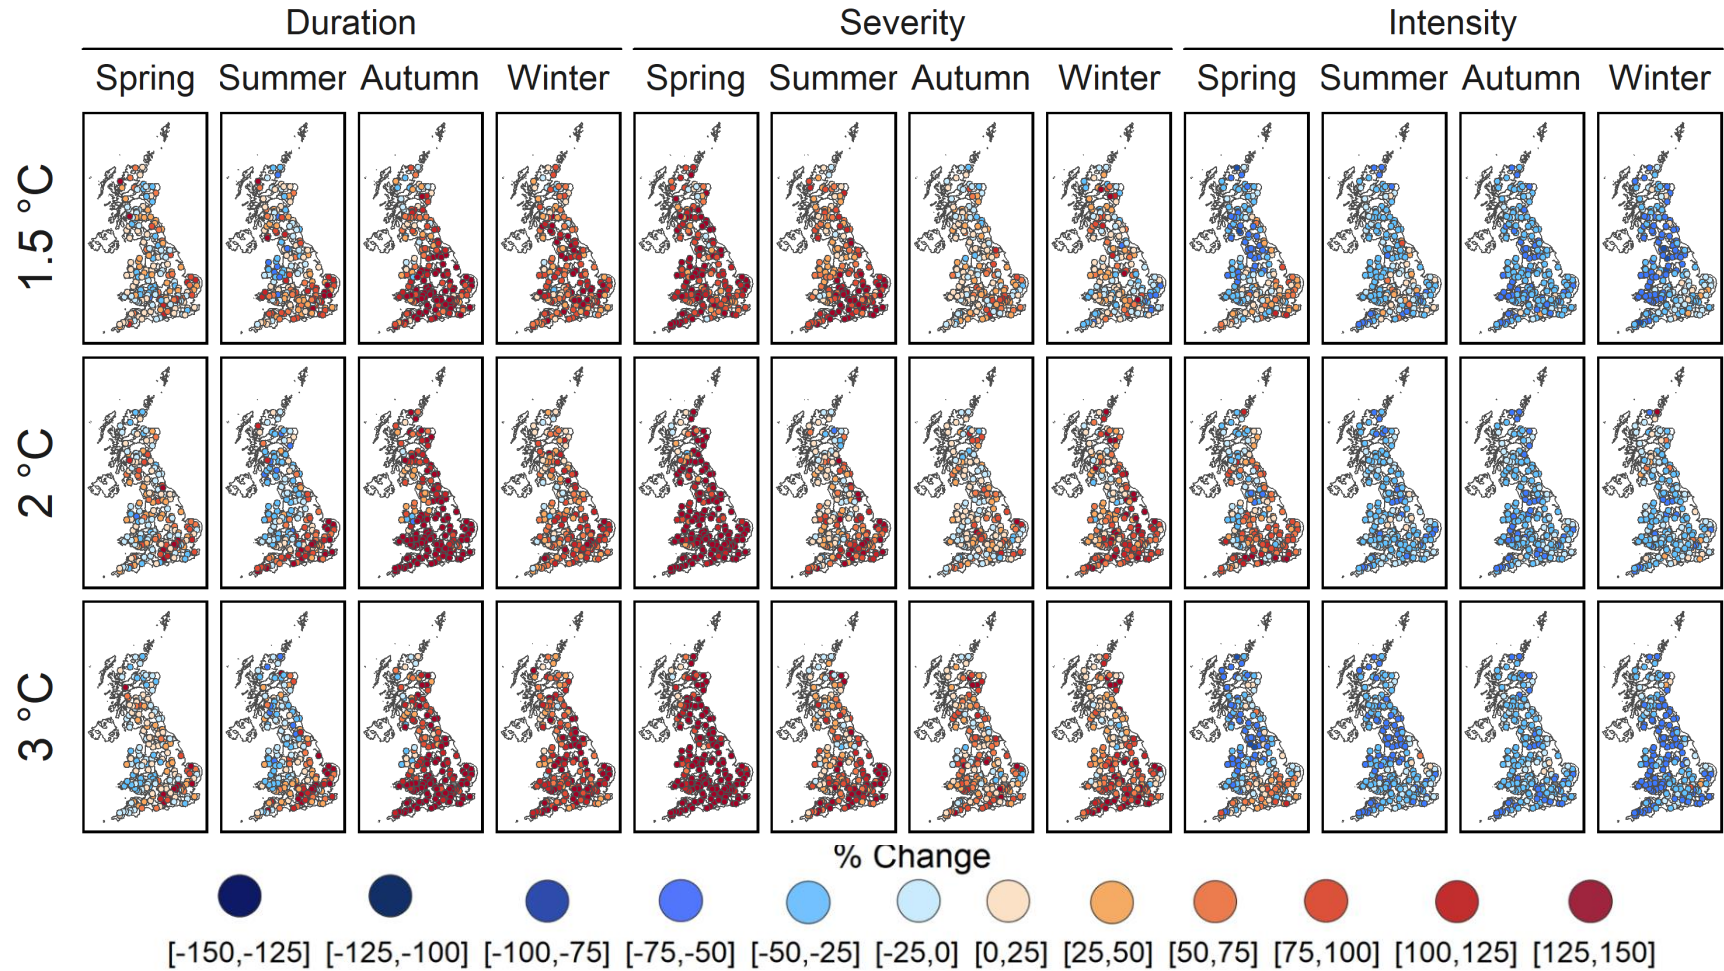 Duration Severity Intensity
Spring Summer Autumn Winter Spring Summer Autumn Winter Spring Summer Autumn Winter
1.5 °C
2 °C
3 °C
% Change
[-150,-125] [-125,-100] [-100,-75] [-75,-50] [-50,-25] [-25,0] [0,25] [25,50] [50,75] [75,100] [100,125] [125,150]